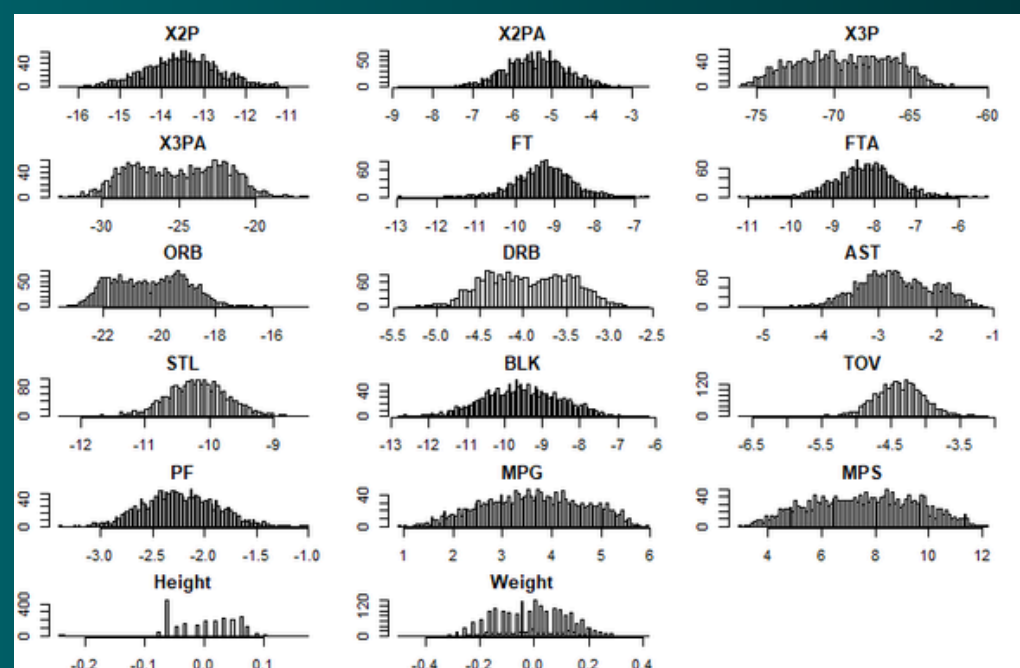 X2P X2PA X3P
0 40 0 50 0 40
-16 -15 -14 -13 -12 -11 -9 -8 -7 -6 -5 -4 -3 -75 -70 -65 -60
X3PA FT FTA
0 40 0 60 0 60
-30 -25 -20 -13 -12 -11 -10 -9 -8 -7 -11 -10 -9 -8 -7 -6
ORB DRB AST
0 50 0 60 0 60
-22 -20 -18 -16 -5.5 -5.0 -4.5 -4.0 -3.5 -3.0 -2.5 -5 -4 -3 -2 -1
STL BLK TOV
0 80 0 40 0 120
-12 -11 -10 -9 -13 -12 -11 -10 -9 -8 -7 -6 -6.5 -5.5 -4.5 -3.5
PF MPG MPS
0 40 0 40 0 40
-3.0 -2.5 -2.0 -1.5 -1.0 1 2 3 4 5 6 4 6 8 10 12
Height Weight
0 400 0 120
-0.2 -0.1 0.0 0.1 -0.4 -0.2 0.0 0.2 0.4